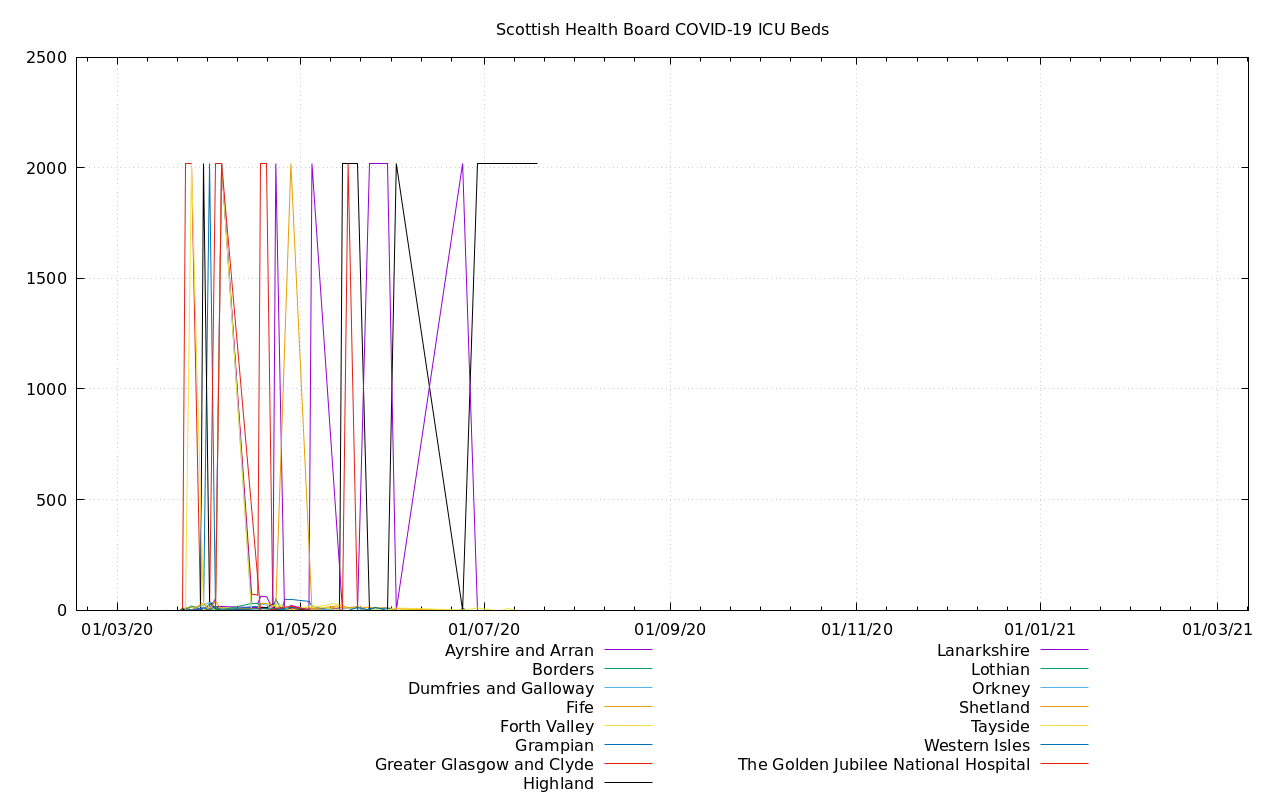 Scottish Health Board COVID-19 ICU Beds
2500
2000
1500
1000
500
0
01/03/20 01/05/20 01/07/20 01/09/20 01/11/20 01/01/21 01/03/21
Ayrshire and Arran
Borders
Dumfries and Galloway
Fife
Forth Valley
Grampian
Greater Glasgow and Clyde
Highland
Lanarkshire
Lothian
Orkney
Shetland
Tayside
Western Isles
The Golden Jubilee National Hospital